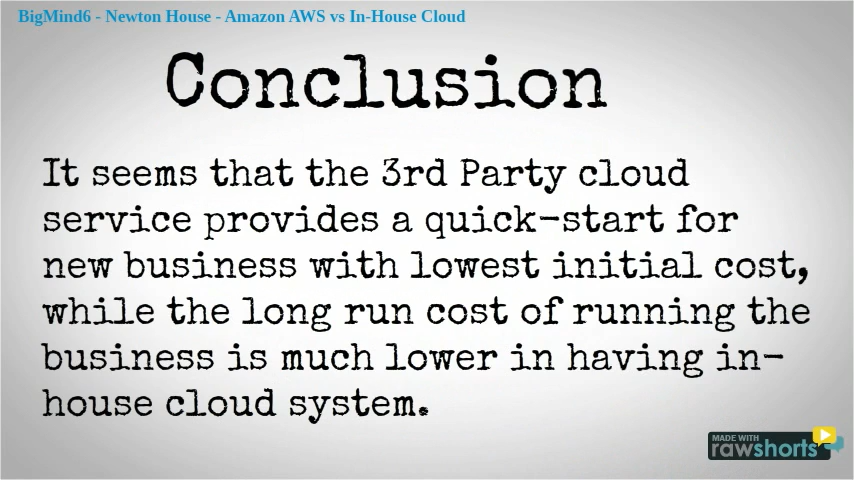 BigMind6 - Newton House - Amazon AWS vs In-House Cloud
Conclusion
It seems that the 3rd Party cloud
service provides a quick-start for
new business with lowest initial cost,
while the long run cost of running the
business is much lower in having in-
house cloud system.
MADE WITH
rawshorts